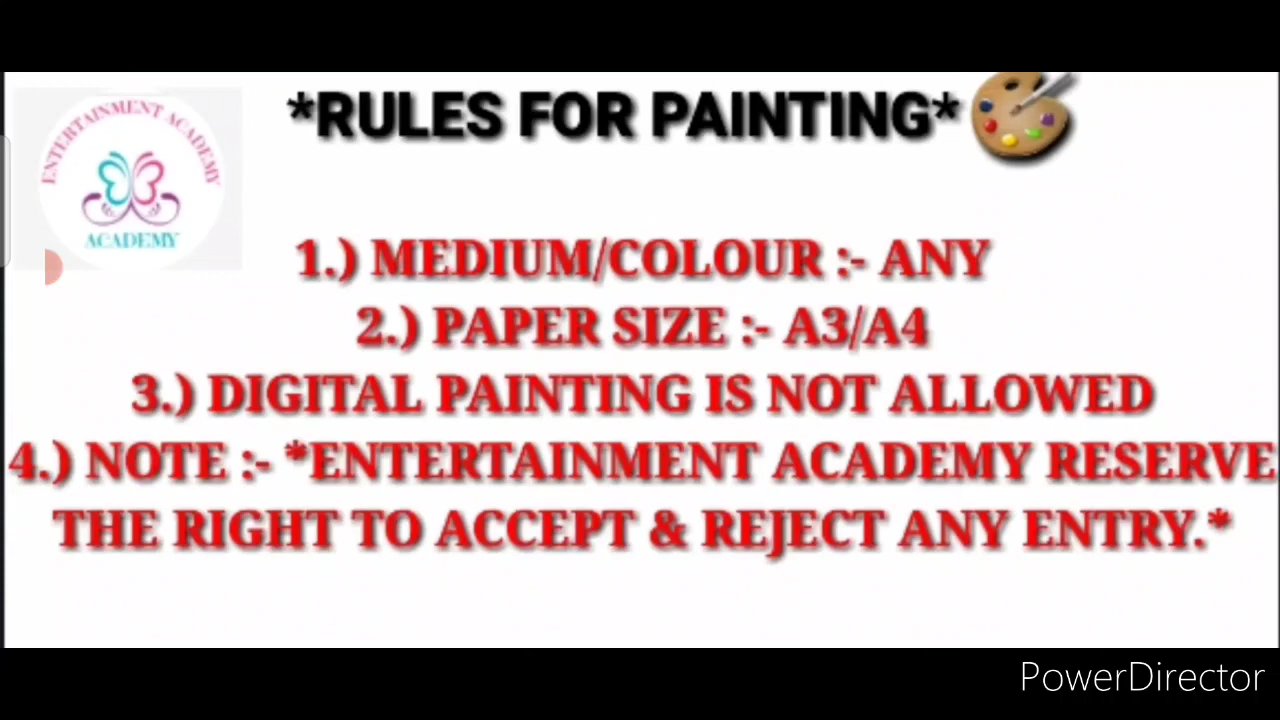 *RULES FOR PAINTING*
ENTERTAINMENT ACADEMY
ACADEMY
1.) MEDIUM/COLOUR :- ANY
2.) PAPER SIZE :- A3/A4
3.) DIGITAL PAINTING IS NOT ALLOWED
4.) NOTE :- *ENTERTAINMENT ACADEMY RESERVE
THE RIGHT TO ACCEPT & REJECT ANY ENTRY.*
PowerDirector